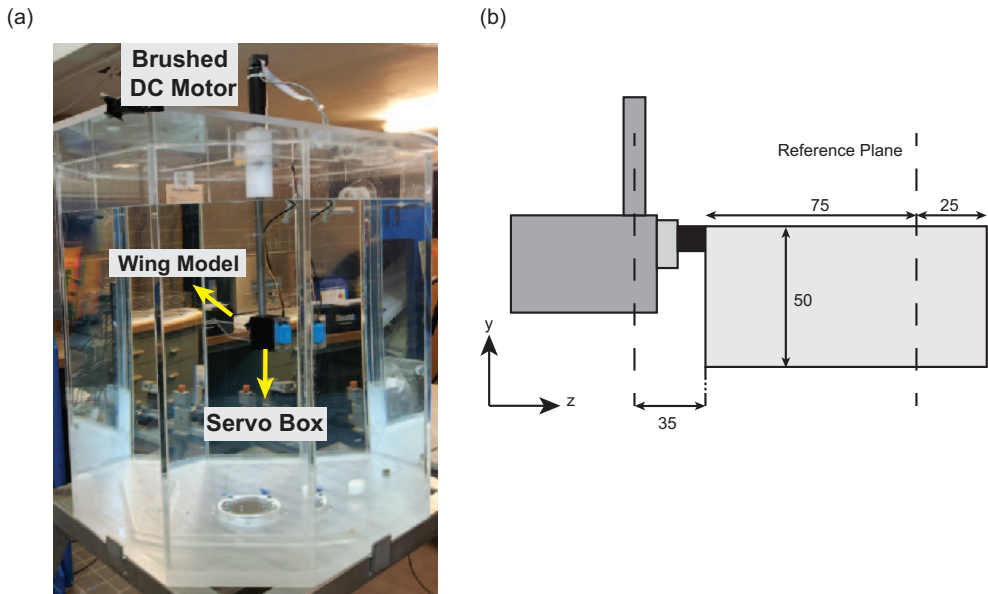 (a)
Brushed
DC Motor
Wing Model
Servo Box
(b)
Reference Plane
75
25
50
y
z
35